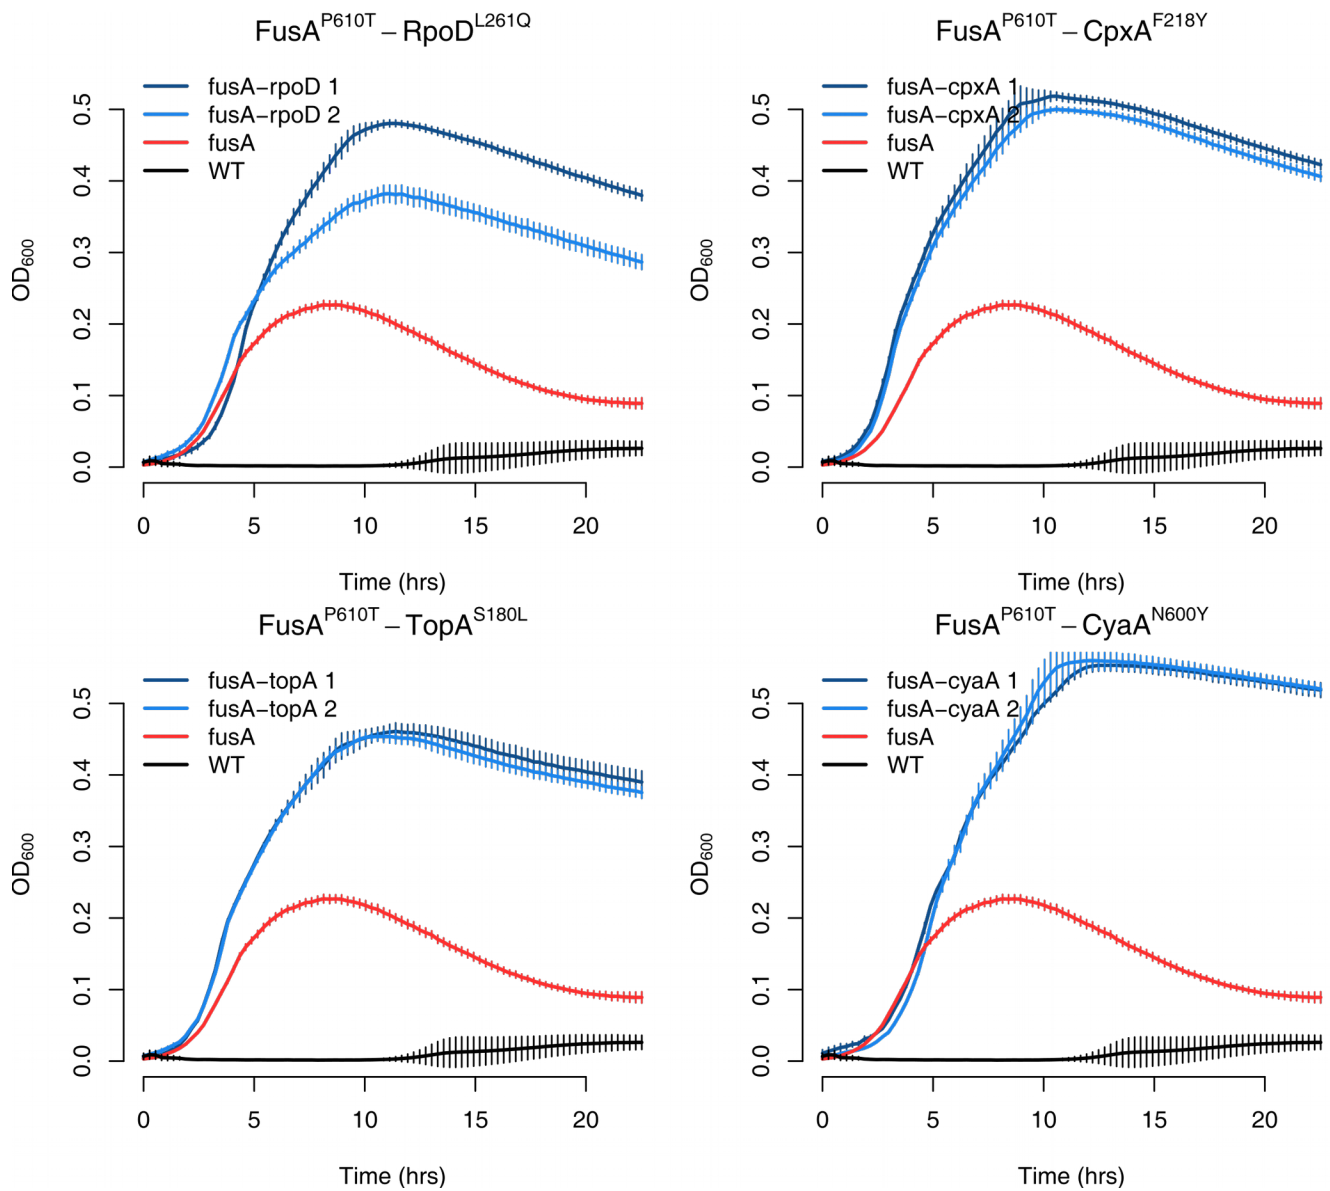 FusA^P610T – RpoD^L261Q
fusA−rpoD 1
fusA−rpoD 2
fusA
WT
OD600
0.5
0.4
0.3
0.2
0.1
0.0
0 5 10 15 20
Time (hrs)
FusA^P610T – CpxA^F218Y
fusA−cpxA 1
fusA−cpxA 2
fusA
WT
OD600
0.5
0.4
0.3
0.2
0.1
0.0
0 5 10 15 20
Time (hrs)
FusA^P610T – TopA^S180L
fusA−topA 1
fusA−topA 2
fusA
WT
OD600
0.5
0.4
0.3
0.2
0.1
0.0
0 5 10 15 20
Time (hrs)
FusA^P610T – CyaA^N600Y
fusA−cyaA 1
fusA−cyaA 2
fusA
WT
OD600
0.5
0.4
0.3
0.2
0.1
0.0
0 5 10 15 20
Time (hrs)